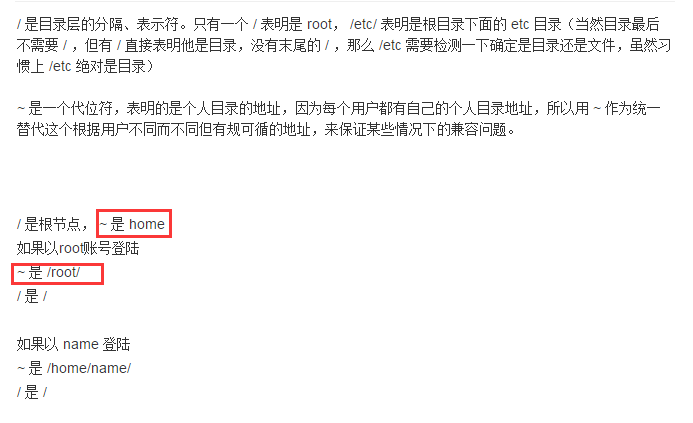 / 是目录层的分隔、表示符。只有一个 / 表明是 root， /etc/ 表明是根目录下面的 etc 目录（当然目录最后
不需要 / ，但有 / 直接表明他是目录，没有末尾的 / ，那么 /etc 需要检测一下确定是目录还是文件，虽然习
惯上 /etc 绝对是目录）
~ 是一个代位符，表明的是个人目录的地址，因为每个用户都有自己的个人目录地址，所以用 ~ 作为统一
替代这个根据用户不同而不同但有规可循的地址，来保证某些情况下的兼容问题。
/ 是根节点， ~ 是 home
如果以root账号登陆
~ 是 /root/
/ 是 /
如果以 name 登陆
~ 是 /home/name/
/ 是 /